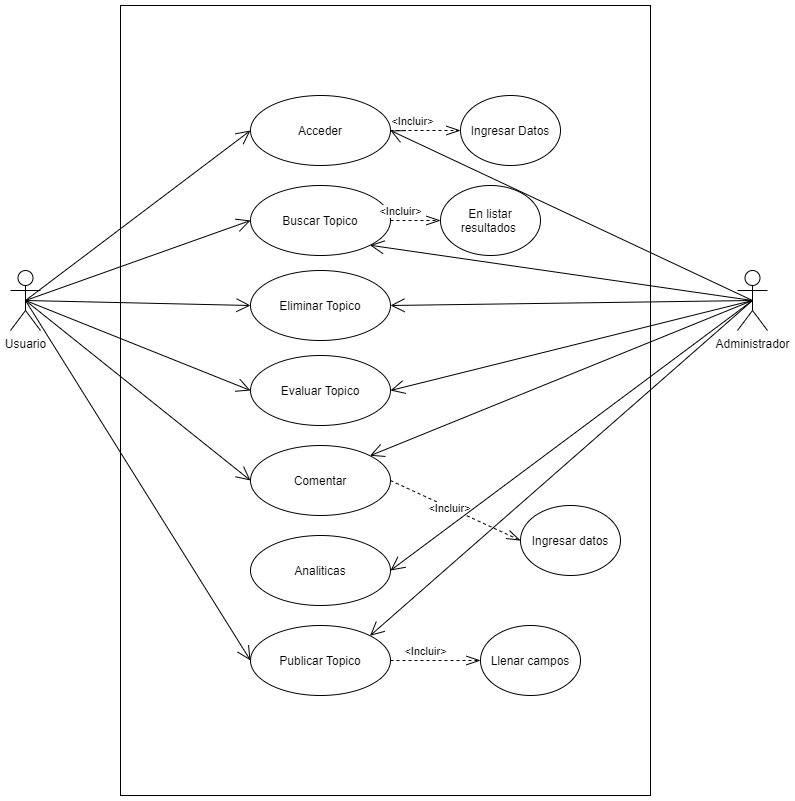 Acceder
<Incluir>
Ingresar Datos
Buscar Topico
<Incluir>
En listar
resultados
Eliminar Topico
Usuario
Administrador
Evaluar Topico
Comentar
<Incluir>
Ingresar datos
Analiticas
Publicar Topico
<Incluir>
Llenar campos